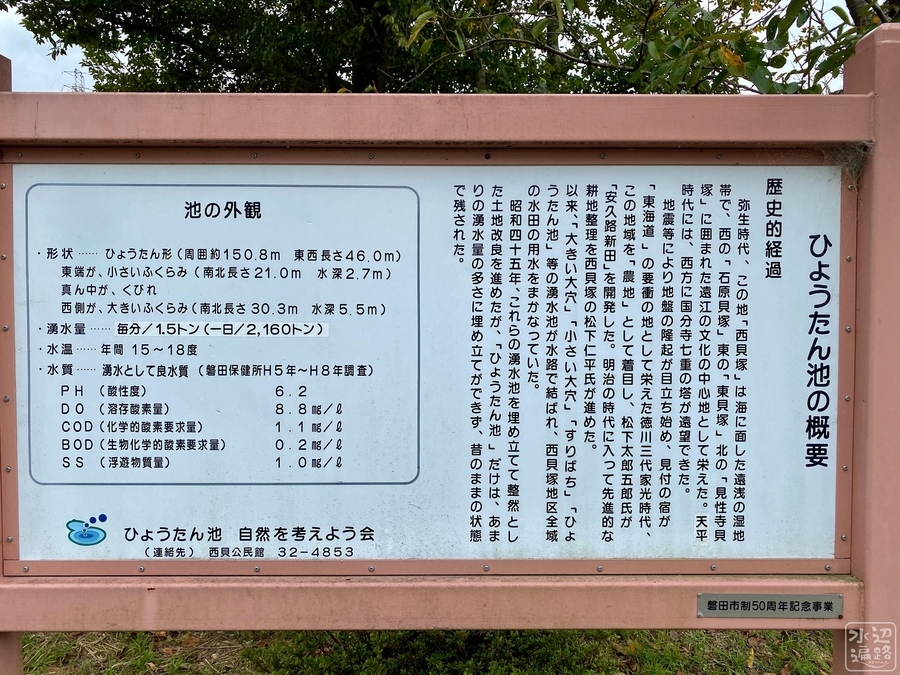 ひょうたん池の概要
歴史的経過
弥生時代、この地「西貝塚」は海に面した遠浅の湿地
帯で、西の「石原貝塚」東の、「東貝塚」北の「見性寺貝
塚」に囲まれた遠江の文化の中心地として栄えた。天平
時代には、西方に国分寺七重の塔が遠望できた。
地震等により地盤の隆起が目立ち始め、見付の宿が
「東海道」の要衝の地として栄えた徳川三代家光時代、
この地域を「農地」として着目し、松下太郎五郎氏が
「安久路新田」を開発した。明治の時代に入って先進的な
耕地整理を西貝塚の松下仁平氏が進めた。
以来、「大きい大穴」「小さい大穴」「すりばち」「ひょ
うたん池」等の湧水池が水路で結ばれ、西貝塚地区全域
の水田の用水をまかなっていた。
昭和四十五年、これらの湧水池を埋め立てて整然とし
た土地改良を進めたが、「ひょうたん池」だけは、あま
りの湧水量の多さに埋め立てができず、昔のままの状態
で残された。
池の外観
・形状 …… ひょうたん形(周囲約150.8m 東西長さ46.0m)
東端が、小さいふくらみ(南北長さ21.0m 水深2.7m)
真ん中が、くびれ
西側が、大きいふくらみ(南北長さ30.3m 水深5.5m)
・湧水量 …… 毎分/1.5トン(一日/2,160トン)
・水温 …… 年間 15~18度
・水質 …… 湧水として良水質 (磐田保健所H5年~H8年調査)
PH (酸性度) 6.2
DO (溶存酸素量) 8.8㎎/ℓ
COD(化学的酸素要求量) 1.1㎎/ℓ
BOD(生物化学的酸素要求量) 0.2㎎/ℓ
SS (浮遊物質量) 1.0㎎/ℓ
ひょうたん池 自然を考えよう会
(連絡先) 西貝公民館 32-4853
磐田市制50周年記念事業
水辺遍路